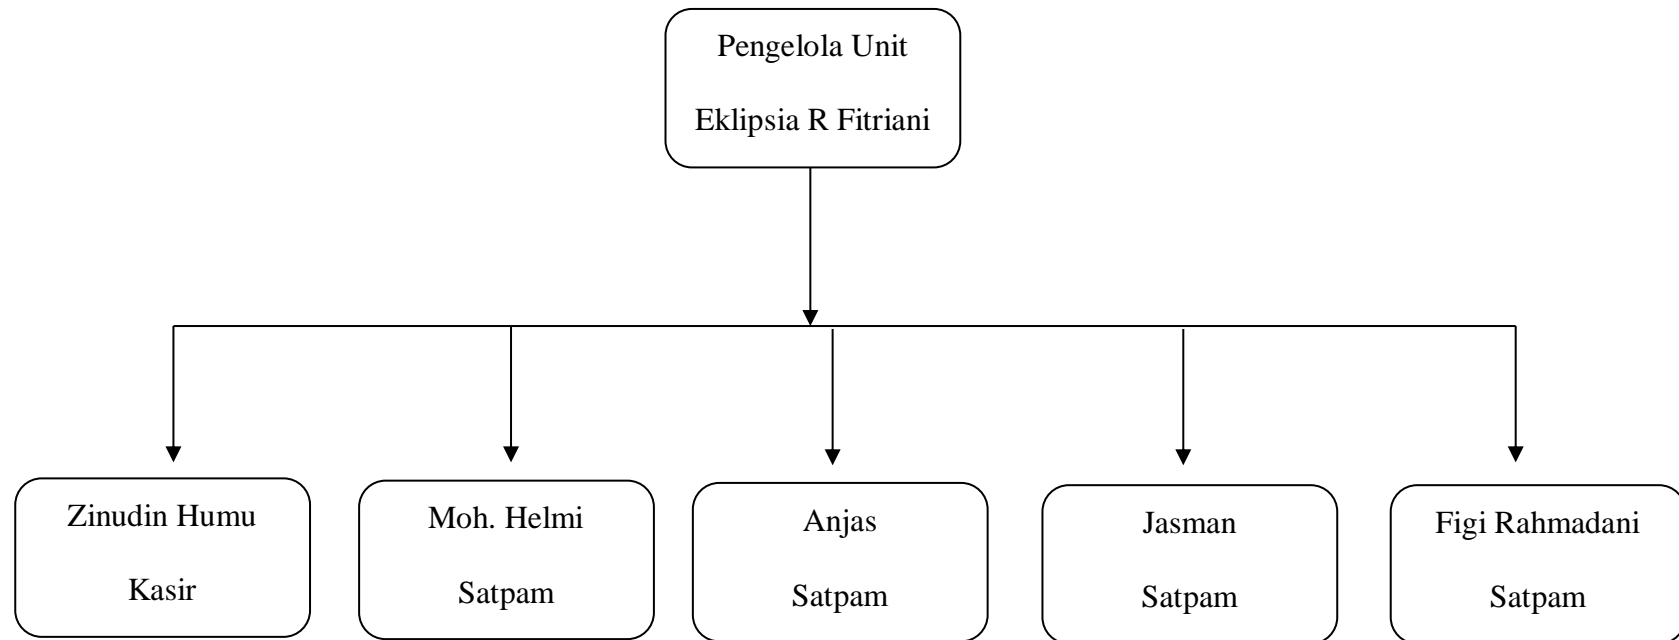 Pengelola Unit
Eklipsia R Fitriani
Zinudin Humu
Kasir
Moh. Helmi
Satpam
Anjas
Satpam
Jasman
Satpam
Figi Rahmadani
Satpam